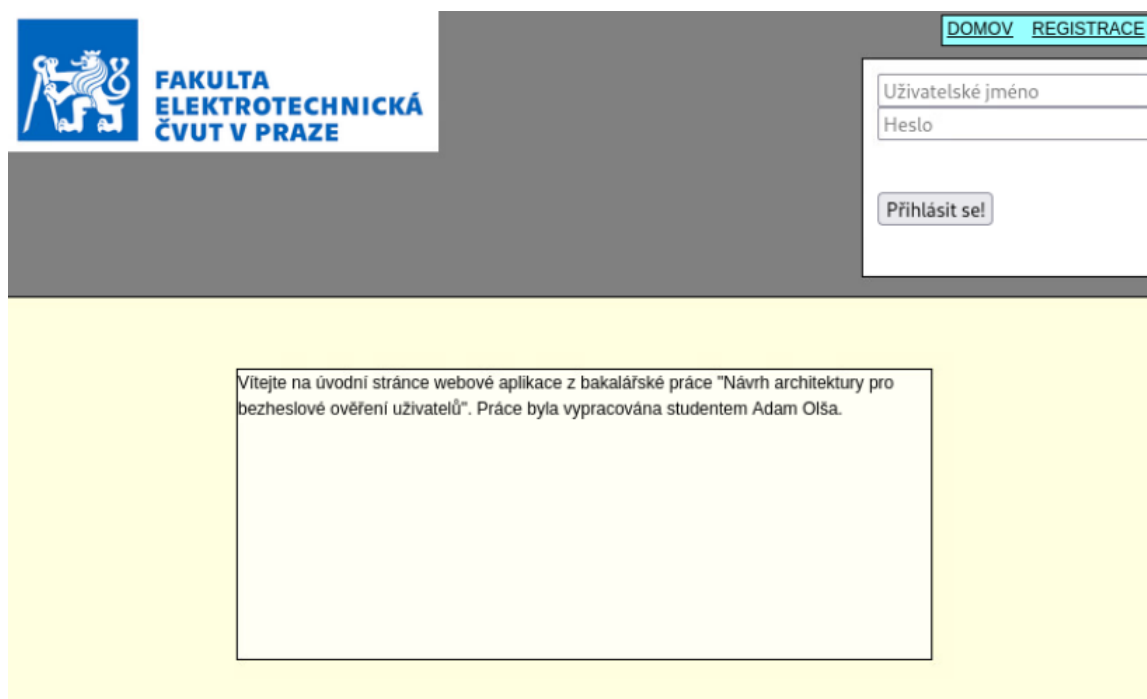 FAKULTA
ELEKTROTECHNICKÁ
ČVUT V PRAZE
DOMOV REGISTRACE
Uživatelské jméno
Heslo
Přihlásit se!
Vítejte na úvodní stránce webové aplikace z bakalářské práce "Návrh architektury pro
bezheslové ověření uživatelů". Práce byla vypracována studentem Adam Olša.